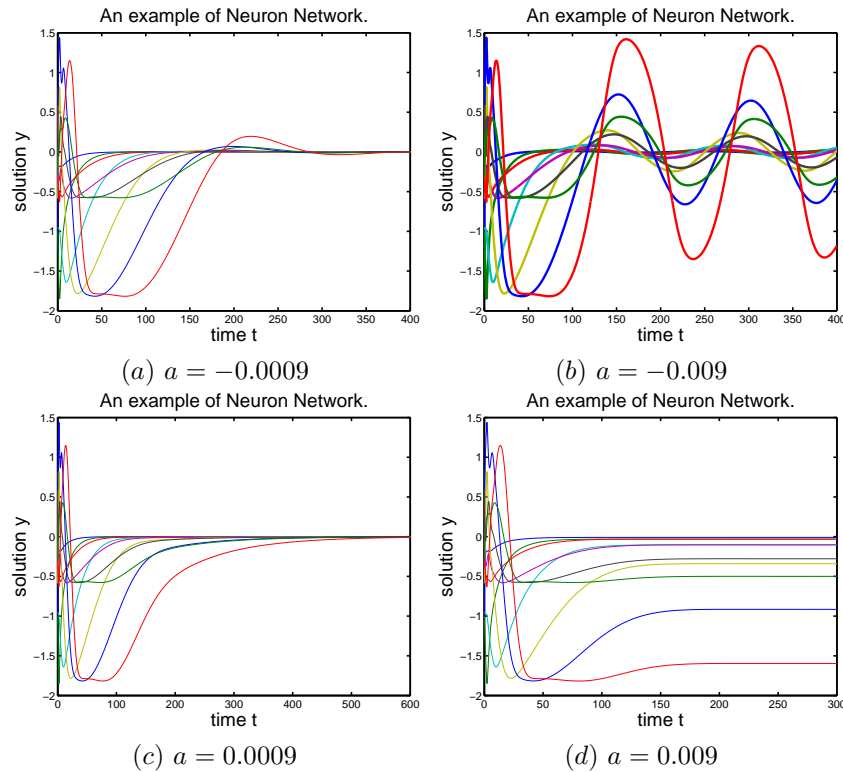 An example of Neuron Network.
An example of Neuron Network.
1.5
1
0.5
0
−0.5
−1
−1.5
−2
solution y
0 50 100 150 200 250 300 350 400
time t
1.5
1
0.5
0
−0.5
−1
−1.5
−2
solution y
0 50 100 150 200 250 300 350 400
time t
(a) a = −0.0009
(b) a = −0.009
An example of Neuron Network.
An example of Neuron Network.
1.5
1
0.5
0
−0.5
−1
−1.5
−2
solution y
0 100 200 300 400 500 600
time t
1.5
1
0.5
0
−0.5
−1
−1.5
−2
solution y
0 50 100 150 200 250 300
time t
(c) a = 0.0009
(d) a = 0.009